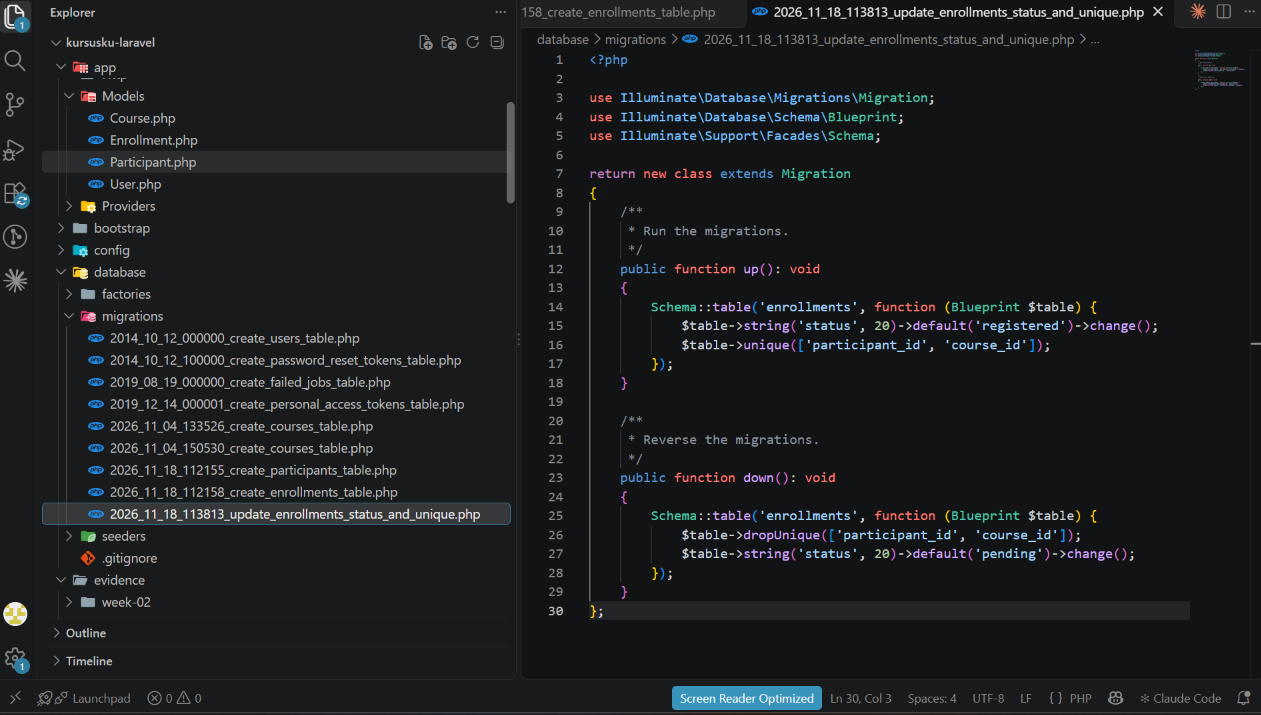 Explorer
kursusku-laravel
app
Models
Course.php
Enrollment.php
Participant.php
User.php
Providers
bootstrap
config
database
factories
migrations
2014_10_12_000000_create_users_table.php
2014_10_12_100000_create_password_reset_tokens_table.php
2019_08_19_000000_create_failed_jobs_table.php
2019_12_14_000001_create_personal_access_tokens_table.php
2026_11_04_133526_create_courses_table.php
2026_11_04_150530_create_courses_table.php
2026_11_18_112155_create_participants_table.php
2026_11_18_112158_create_enrollments_table.php
2026_11_18_113813_update_enrollments_status_and_unique.php
seeders
.gitignore
evidence
week-02
Outline
Timeline
158_create_enrollments_table.php
2026_11_18_113813_update_enrollments_status_and_unique.php
database > migrations > 2026_11_18_113813_update_enrollments_status_and_unique.php > ...
1 <?php
2
3 use Illuminate\Database\Migrations\Migration;
4 use Illuminate\Database\Schema\Blueprint;
5 use Illuminate\Support\Facades\Schema;
6
7 return new class extends Migration
8 {
9 /**
10 * Run the migrations.
11 */
12 public function up(): void
13 {
14 Schema::table('enrollments', function (Blueprint $table) {
15 $table->string('status', 20)->default('registered')->change();
16 $table->unique(['participant_id', 'course_id']);
17 });
18 }
19
20 /**
21 * Reverse the migrations.
22 */
23 public function down(): void
24 {
25 Schema::table('enrollments', function (Blueprint $table) {
26 $table->dropUnique(['participant_id', 'course_id']);
27 $table->string('status', 20)->default('pending')->change();
28 });
29 }
30 };
Launchpad 0 0 Screen Reader Optimized Ln 30, Col 3 Spaces: 4 UTF-8 LF { } PHP Claude Code